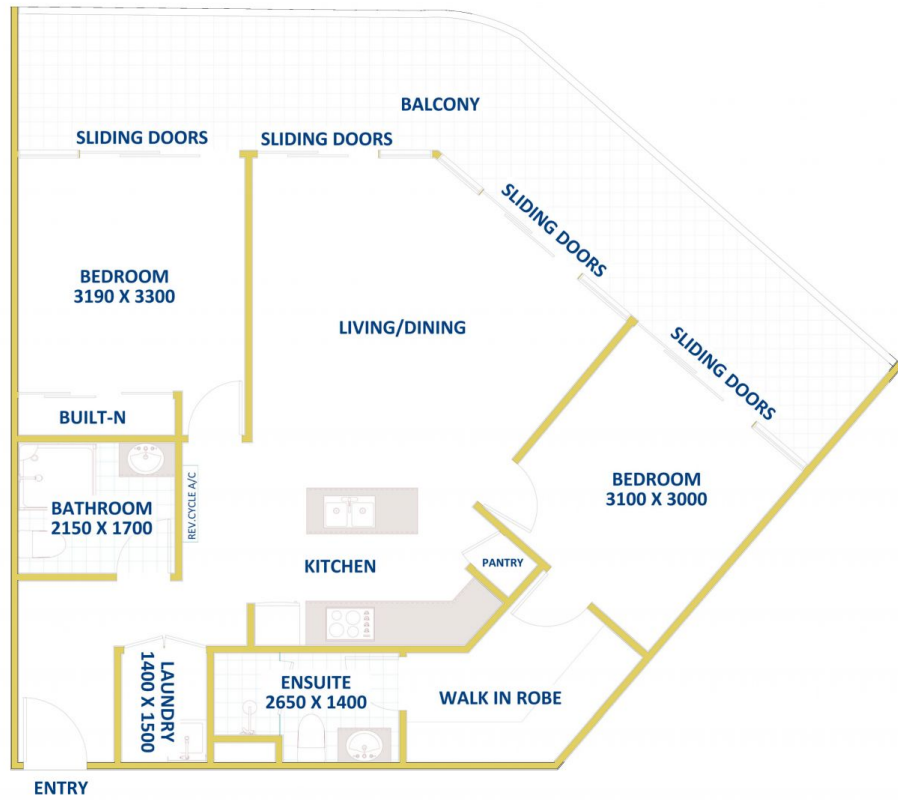 BALCONY
SLIDING DOORS
SLIDING DOORS
SLIDING DOORS
SLIDING DOORS
BEDROOM
3190 X 3300
LIVING/DINING
BUILT-N
BEDROOM
3100 X 3000
BATHROOM
2150 X 1700
REV.CYCLE A/C
KITCHEN
PANTRY
LAUNDRY
1400 X 1500
ENSUITE
2650 X 1400
WALK IN ROBE
ENTRY